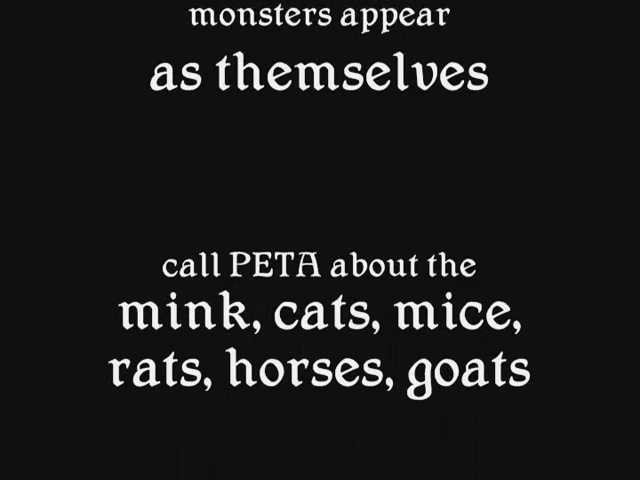 monsters appear
as themselves
call PETA about the
mink, cats, mice,
rats, horses, goats